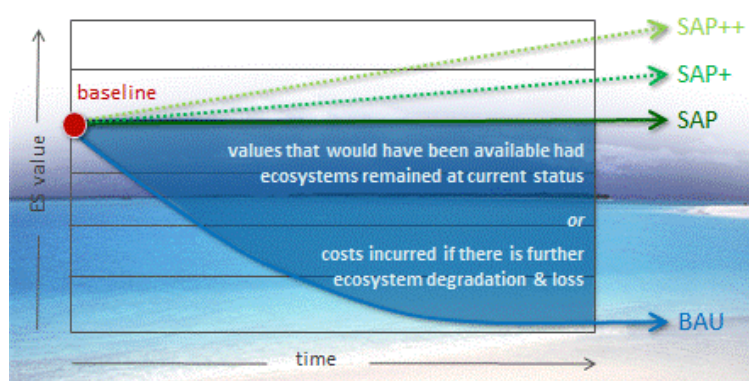 SAP++
SAP+
baseline
SAP
values that would have been available had
ecosystems remained at current status
or
costs incurred if there is further
ecosystem degradation & loss
ES value
BAU
time